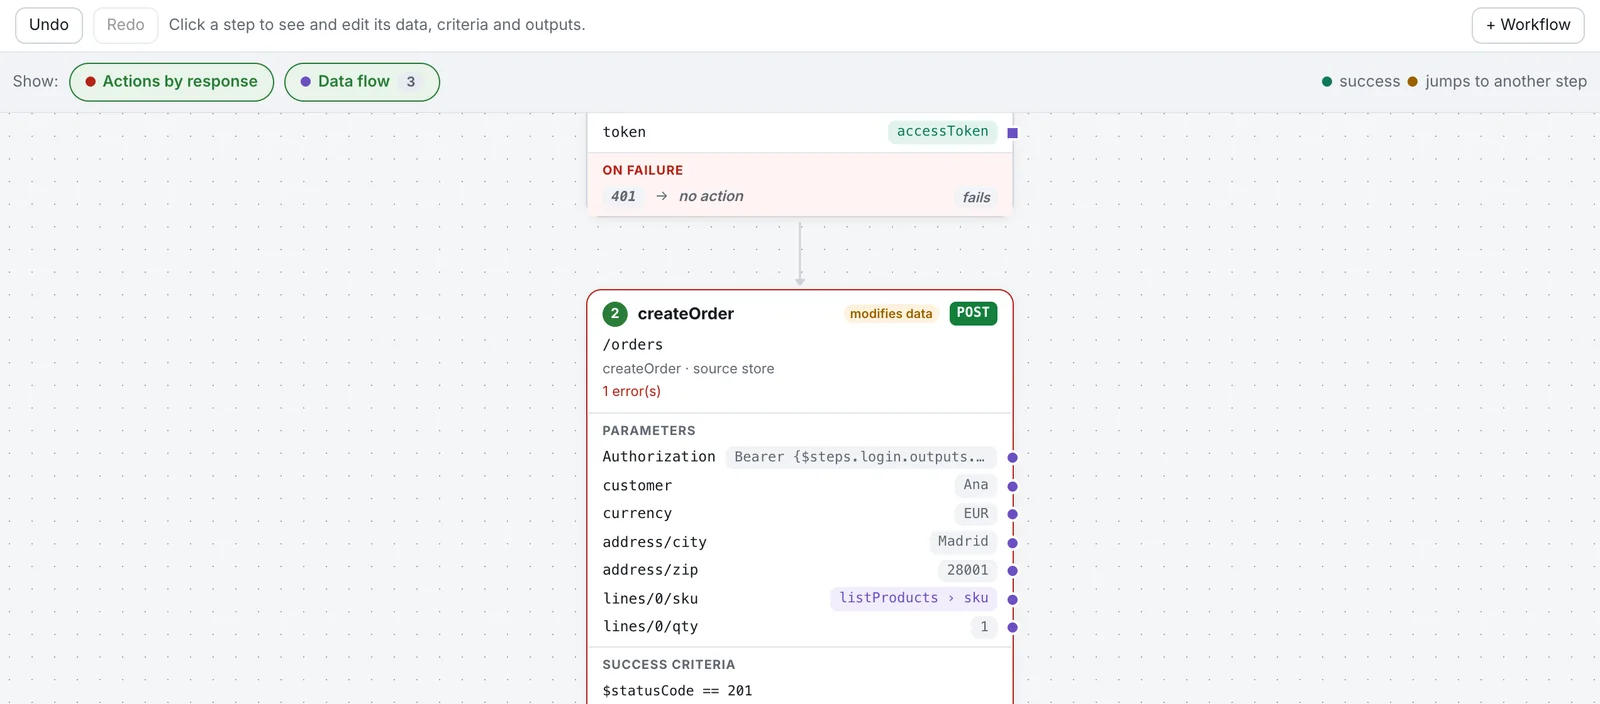 Undo Redo Click a step to see and edit its data, criteria and outputs. + Workflow
Show: Actions by response Data flow 3 success jumps to another step
token accessToken
ON FAILURE
401 → no action fails
2 createOrder modifies data POST
/orders
createOrder · source store
1 error(s)
PARAMETERS
Authorization Bearer {$steps.login.outputs.…
customer Ana
currency EUR
address/city Madrid
address/zip 28001
lines/0/sku listProducts › sku
lines/0/qty 1
SUCCESS CRITERIA
$statusCode == 201